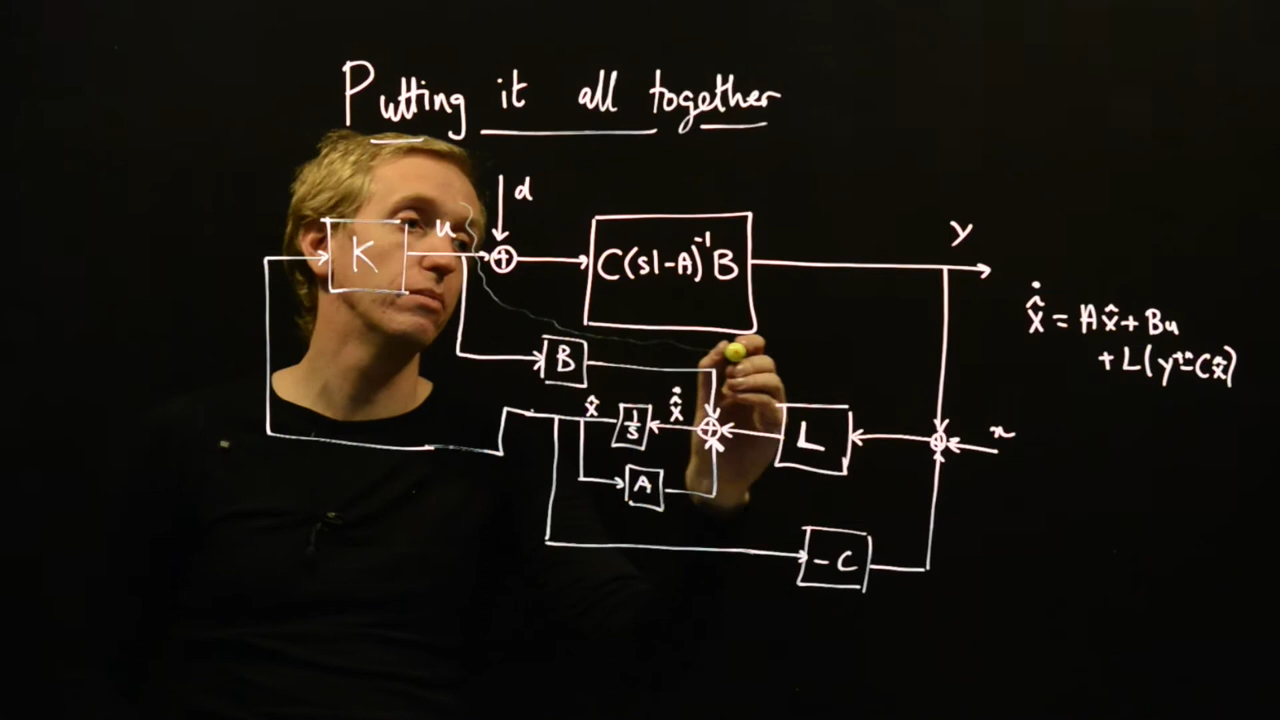 Putting it all together
d
K
u
C(sI-A)⁻¹B
y
B
x̂
1/s
x̂̇
L
n
A
-C
x̂̇ = Ax̂ + Bu
+ L(y+n-Cx̂)